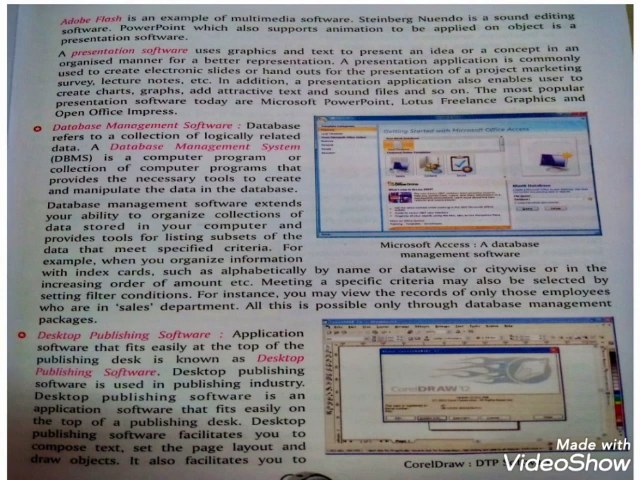 Adobe Flash is an example of multimedia software. Steinberg Nuendo is a sound editing
software. PowerPoint which also supports animation to be applied on object is a
presentation software.
A presentation software uses graphics and text to present an idea or a concept in an
organised manner for a better representation. A presentation application is commonly
used to create electronic slides or hand outs for the presentation of a project marketing
survey, lecture notes, etc. In addition, a presentation application also enables user to
create charts, graphs, add attractive text and sound files and so on. The most popular
presentation software today are Microsoft PowerPoint, Lotus Freelance Graphics and
Open Office Impress.
Database Management Software : Database
refers to a collection of logically related
data. A Database Management System
(DBMS) is a computer program or
collection of computer programs that
provides the necessary tools to create
and manipulate the data in the database.
Database management software extends
your ability to organize collections of
data stored in your computer and
provides tools for listing subsets of the
data that meet specified criteria. For
example, when you organize information
Getting Started with Microsoft Office Access
Microsoft Access : A database
management software
with index cards, such as alphabetically by name or datawise or citywise or in the
increasing order of amount etc. Meeting a specific criteria may also be selected by
setting filter conditions. For instance, you may view the records of only those employees
who are in 'sales' department. All this is possible only through database management
packages.
Desktop Publishing Software : Application
software that fits easily at the top of the
publishing desk is known as Desktop
Publishing Software. Desktop publishing
software is used in publishing industry.
Desktop publishing software is an
application software that fits easily on
the top of a publishing desk. Desktop
publishing software facilitates you to
compose text, set the page layout and
draw objects. It also facilitates you to
CorelDRAW 12
CorelDraw : DTP
Made with
VideoShow